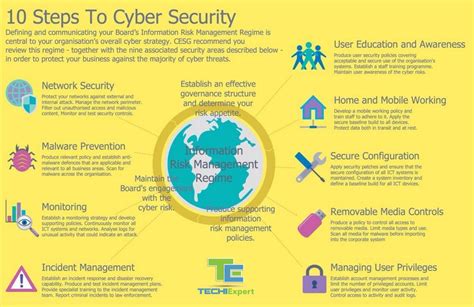 10 Steps To Cyber Security
Defining and communicating your Board's Information Risk Management Regime is
central to your organisation's overall cyber strategy. CESG recommend you
review this regime - together with the nine associated security areas described below -
in order to protect your business against the majority of cyber threats.
Network Security
Protect your networks against external and
internal attack. Manage the network perimeter.
Filter out unauthorised access and malicious
content. Monitor and test security controls.
Malware Prevention
Produce relevant policy and establish anti-malware
defences that are applicable and relevant
to all business areas. Scan for malware
across the organisation.
Monitoring
Establish a monitoring strategy and develop
supporting policies. Continuously monitor all
ICT systems and networks. Analyse logs for
unusual activity that could indicate an attack.
Incident Management
Establish an incident response and disaster recovery
capability. Produce and test incident management plans.
Provide specialist training to the incident management
team. Report criminal incidents to law enforcement.
Establish an effective
governance structure
and determine your
risk appetite.
Information
Risk Management
Regime
Maintain the
Board's engagement
with the
cyber risk.
Produce supporting
information risk
management policies.
TE
TECHIExpert
User Education and Awareness
Produce user security policies covering acceptable
and secure use of the organisation's systems.
Establish a staff training programme.
Maintain user awareness of the cyber risks.
Home and Mobile Working
Develop a mobile working policy and
train staff to adhere to it. Apply the
secure baseline build to all devices.
Protect data both in transit and at rest.
Secure Configuration
Apply security patches and ensure that the
secure configuration of all ICT systems is
maintained. Create a system inventory and
define a baseline build for all ICT devices.
Removable Media Controls
Produce a policy to control all access to
removable media. Limit media types and
use. Scan all media for malware before
importing on to corporate system.
Managing User Privileges
Establish account management processes
and limit the number of privileged
accounts. Limit user privileges and monitor
user activity. Control access to activity
and audit logs.